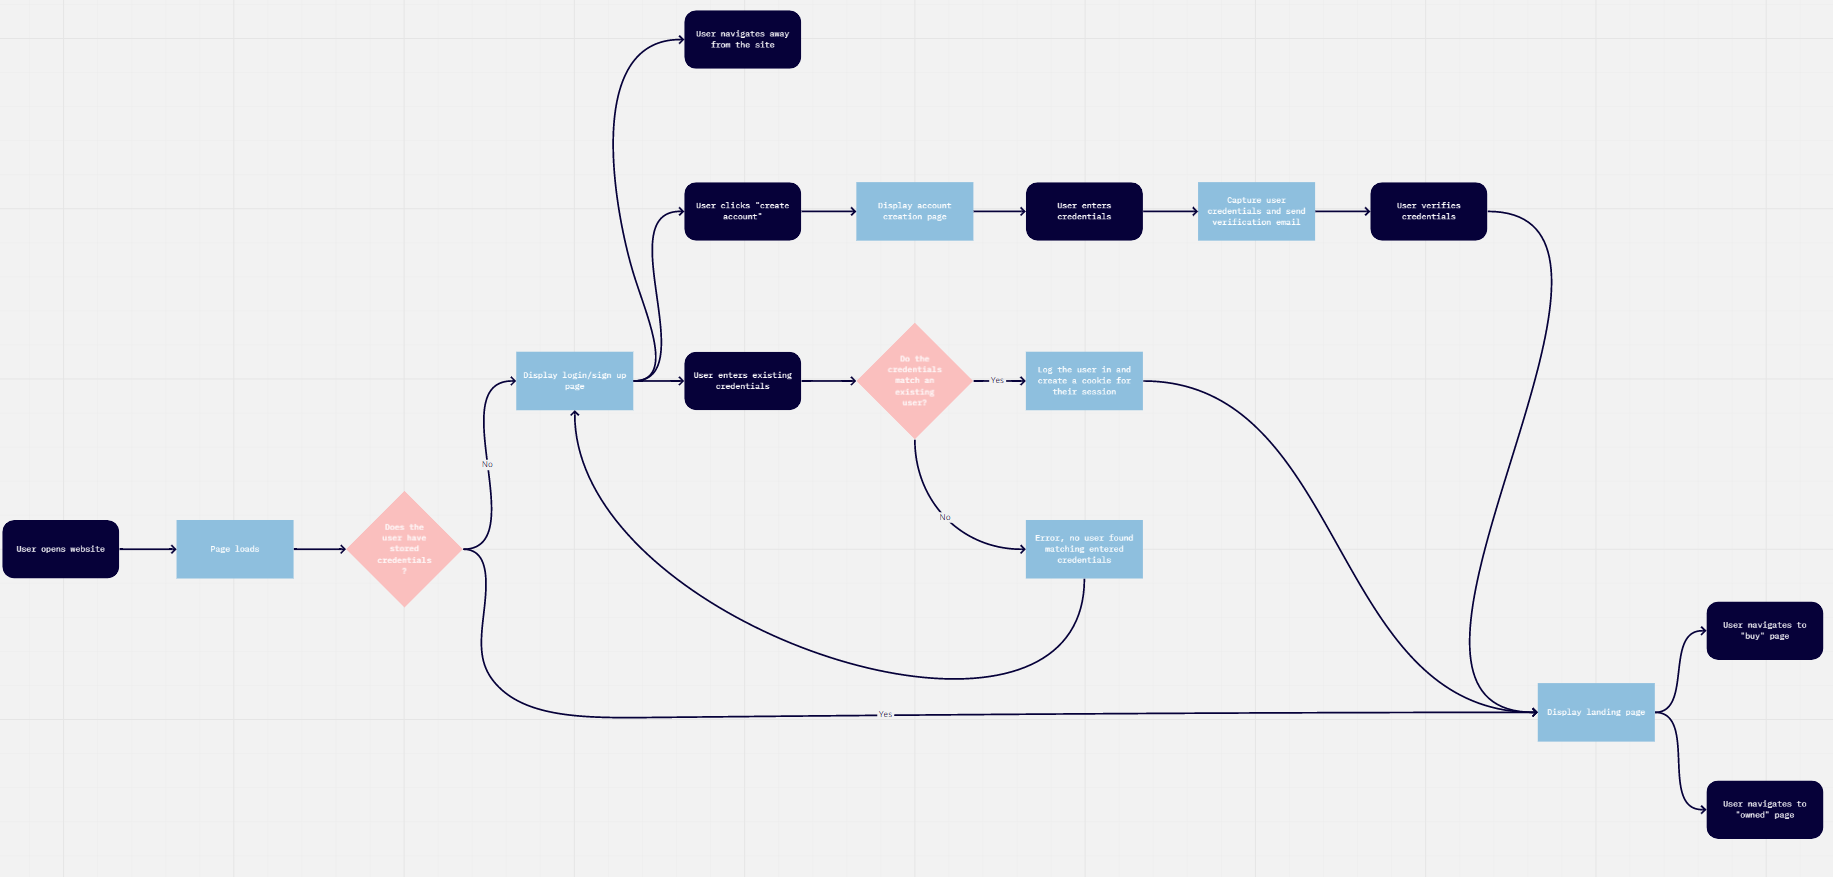 User navigates away
from the site
User clicks "create
account"
Display account
creation page
User enters
credentials
Capture user
credentials and send
verification email
User verifies
credentials
Display login/sign up
page
User enters existing
credentials
Do the
credentials
match an
existing
user?
Yes
Log the user in and
create a cookie for
their session
No
No
User opens website
Page loads
Does the
user have
stored
credentials
?
Error, no user found
matching entered
credentials
Yes
User navigates to
"buy" page
Display landing page
User navigates to
"owned" page